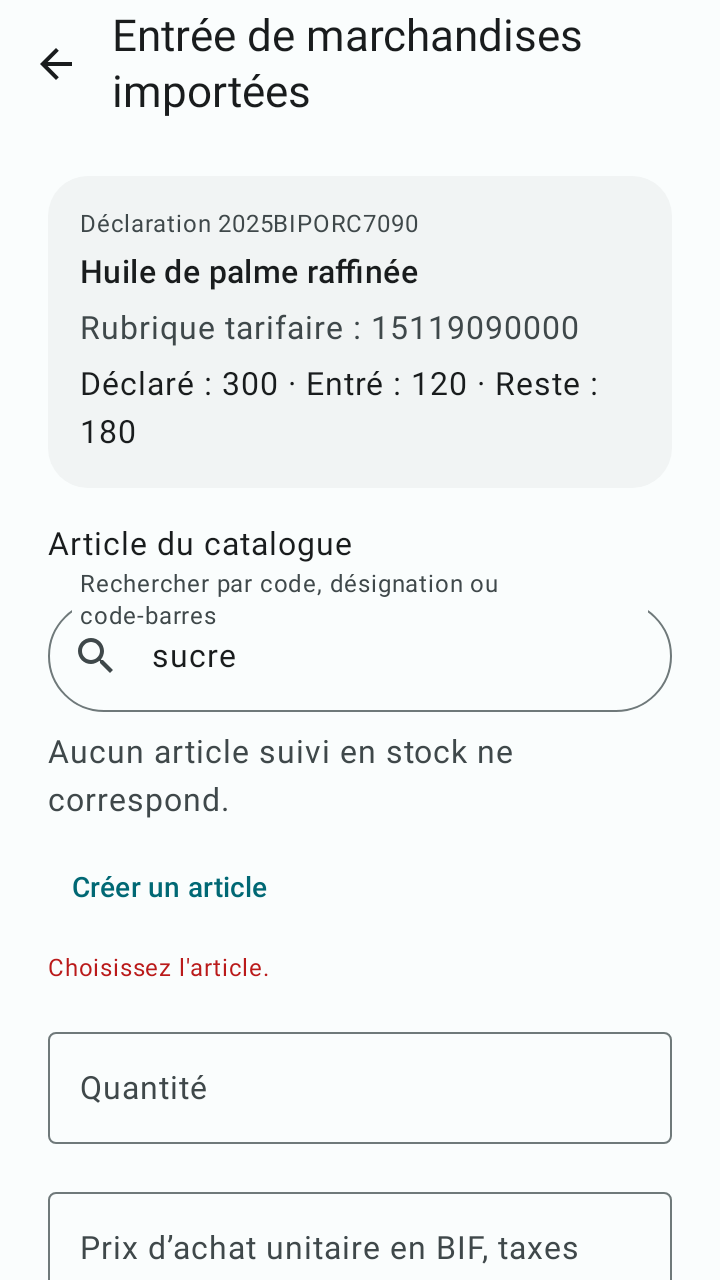 Entrée de marchandises
importées
Déclaration 2025BIPORC7090
Huile de palme raffinée
Rubrique tarifaire : 15119090000
Déclaré : 300 · Entré : 120 · Reste :
180
Article du catalogue
Rechercher par code, désignation ou
code-barres
sucre
Aucun article suivi en stock ne
correspond.
Créer un article
Choisissez l'article.
Quantité
Prix d’achat unitaire en BIF, taxes